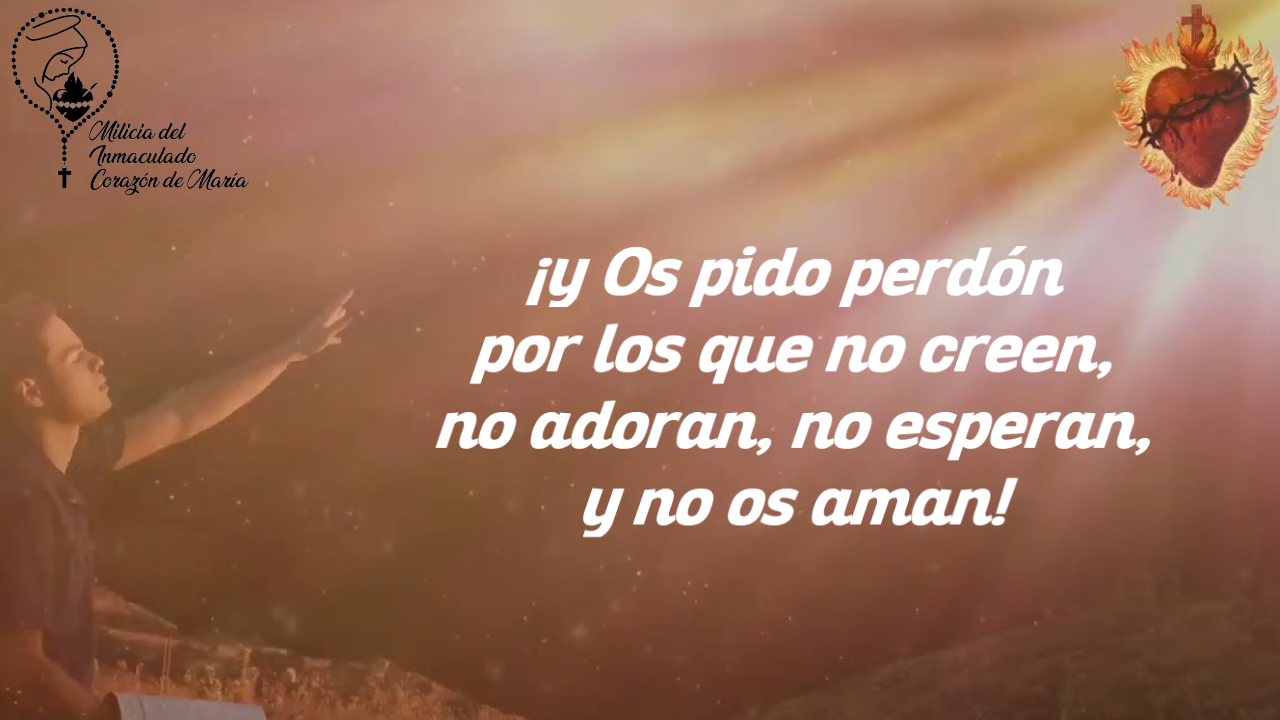 Milicia del
Inmaculado
Corazón de María
¡y Os pido perdón
por los que no creen,
no adoran, no esperan,
y no os aman!